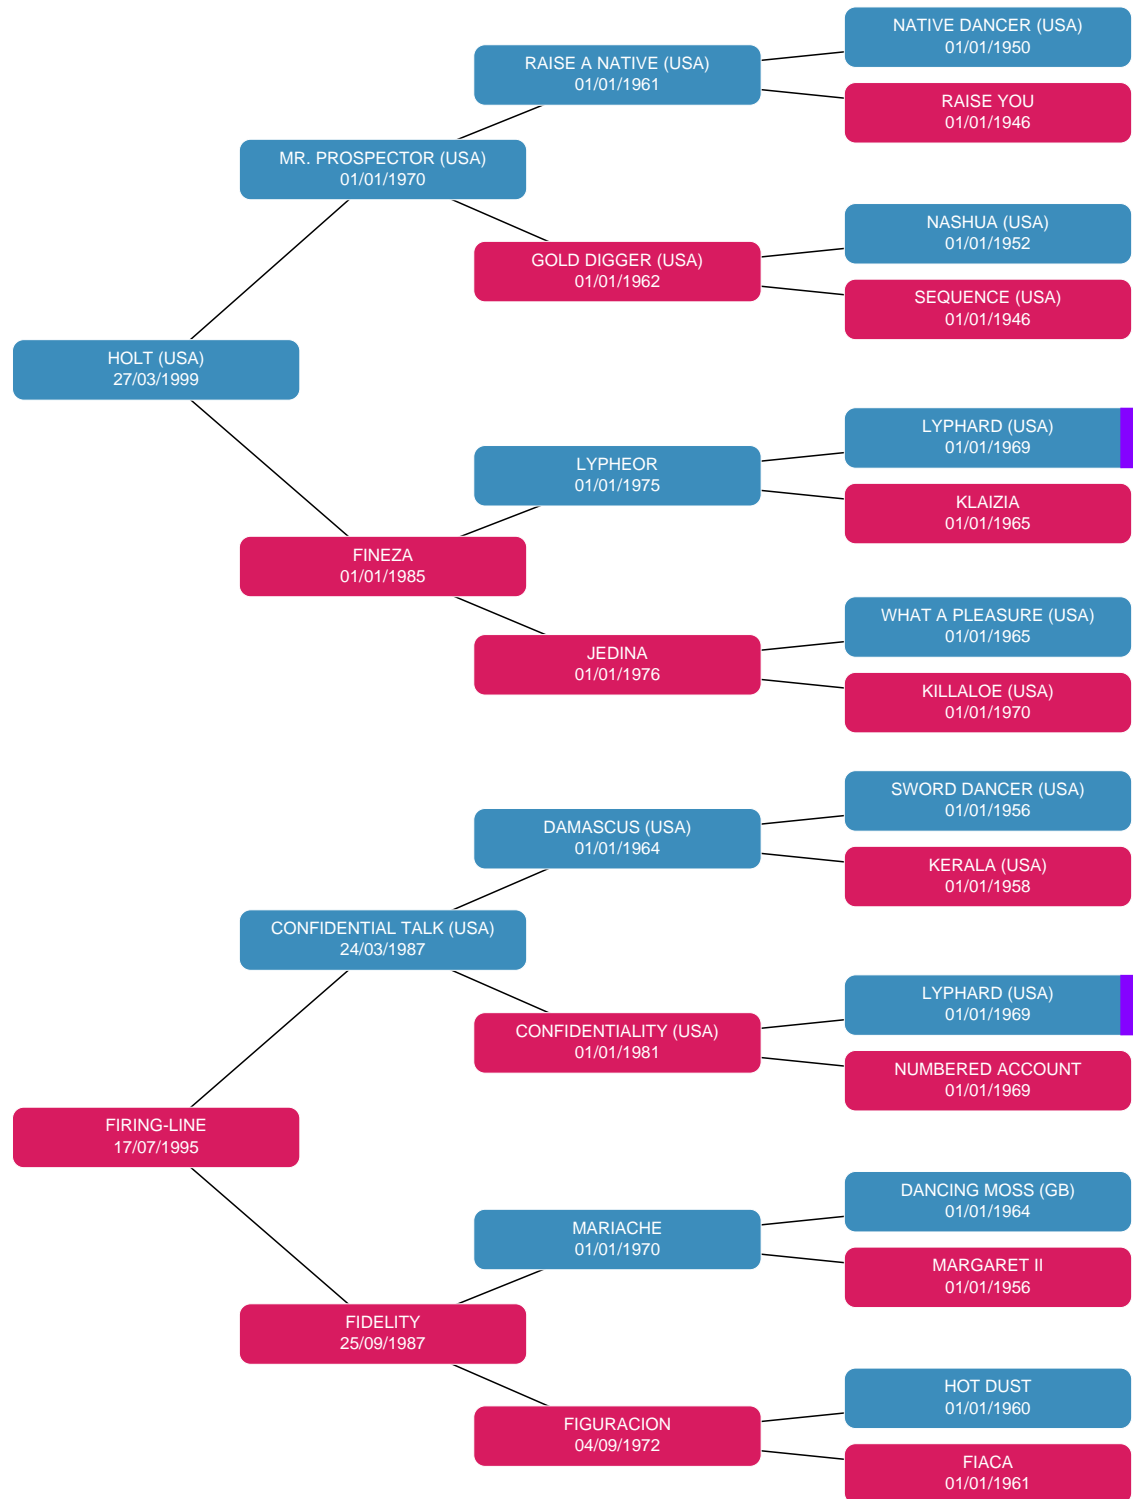 NATIVE DANCER (USA)
01/01/1950
RAISE A NATIVE (USA)
01/01/1961
RAISE YOU
01/01/1946
MR. PROSPECTOR (USA)
01/01/1970
NASHUA (USA)
01/01/1952
GOLD DIGGER (USA)
01/01/1962
SEQUENCE (USA)
01/01/1946
HOLT (USA)
27/03/1999
LYPHARD (USA)
01/01/1969
LYPHEOR
01/01/1975
KLAIZIA
01/01/1965
FINEZA
01/01/1985
WHAT A PLEASURE (USA)
01/01/1965
JEDINA
01/01/1976
KILLALOE (USA)
01/01/1970
SWORD DANCER (USA)
01/01/1956
DAMASCUS (USA)
01/01/1964
KERALA (USA)
01/01/1958
CONFIDENTIAL TALK (USA)
24/03/1987
LYPHARD (USA)
01/01/1969
CONFIDENTIALITY (USA)
01/01/1981
NUMBERED ACCOUNT
01/01/1969
FIRING-LINE
17/07/1995
DANCING MOSS (GB)
01/01/1964
MARIACHE
01/01/1970
MARGARET II
01/01/1956
FIDELITY
25/09/1987
HOT DUST
01/01/1960
FIGURACION
04/09/1972
FIACA
01/01/1961